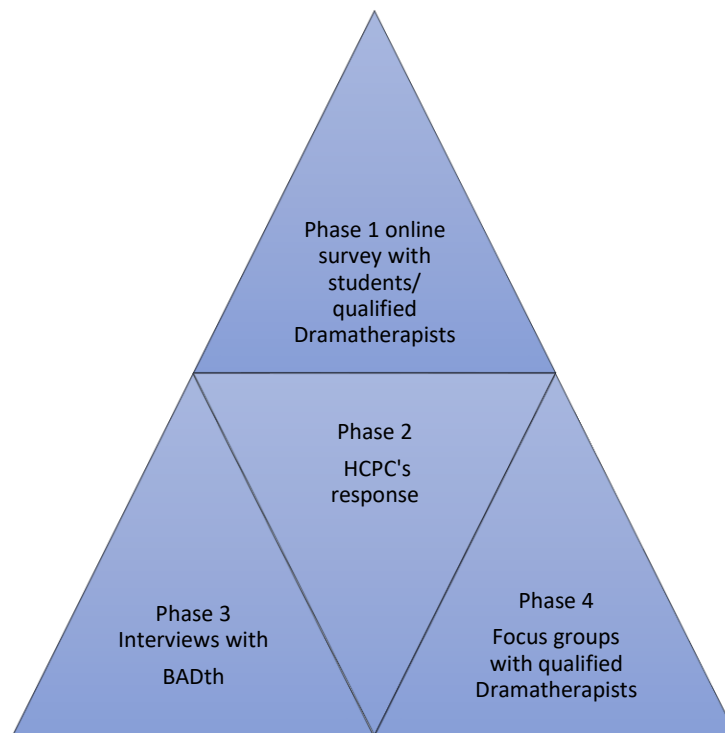 Phase 1 online
survey with
students/
qualified
Dramatherapists
Phase 2
HCPC's
response
Phase 3
Interviews with
BADth
Phase 4
Focus groups
with qualified
Dramatherapists